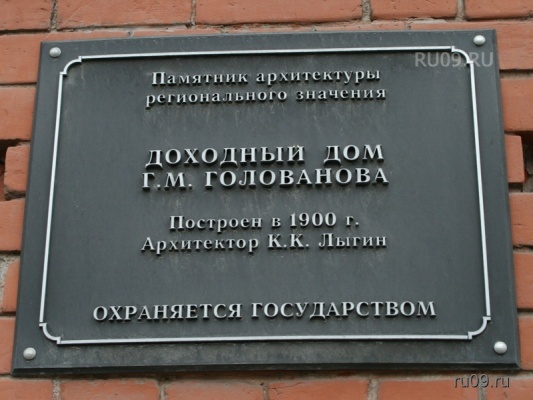 RU09.RU
Памятник архитектуры
регионального значения
ДОХОДНЫЙ ДОМ
Г.М. ГОЛОВАНОВА
Построен в 1900 г.
Архитектор К.К. Лыгин
ОХРАНЯЕТСЯ ГОСУДАРСТВОМ
ru09.ru